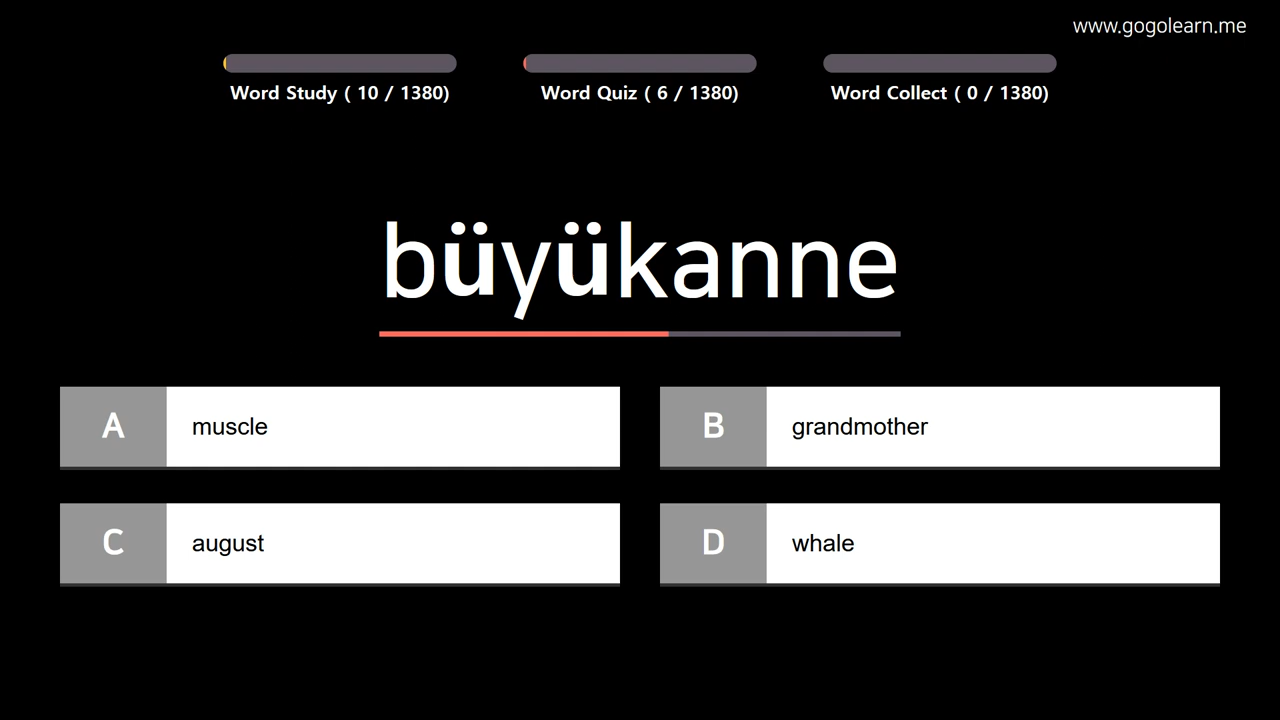 www.gogolearn.me
Word Study ( 10 / 1380)
Word Quiz ( 6 / 1380)
Word Collect ( 0 / 1380)
büyükanne
A muscle
B grandmother
C august
D whale